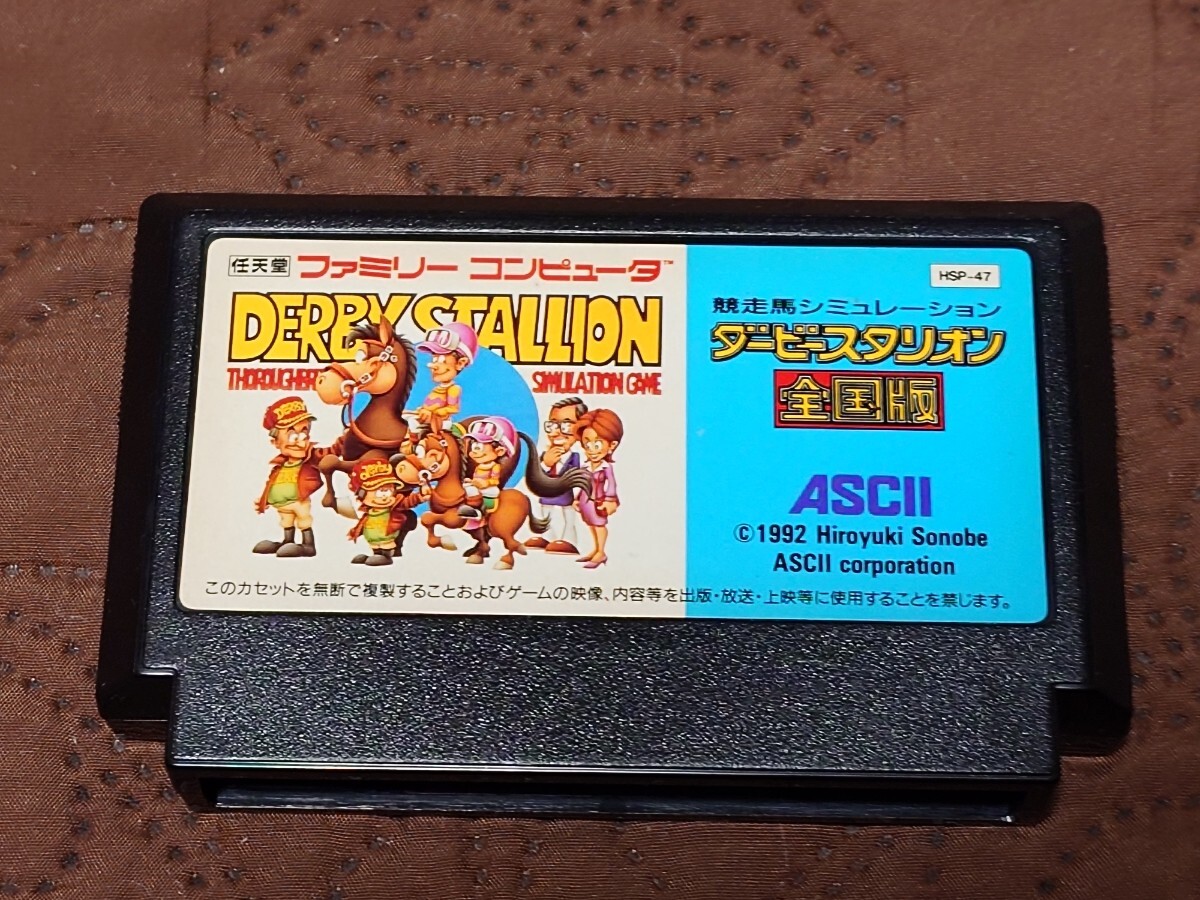 任天堂 ファミリー コンピュータ™
DERBY STALLION
SIMULATION GAME
DERBY
HSP-47
競走馬シミュレーション
ダービースタリオン
全国版
ASCII
©1992 Hiroyuki Sonobe
ASCII corporation
このカセットを無断で複製することおよびゲームの映像、内容等を出版・放送・上映等に使用することを禁じます。